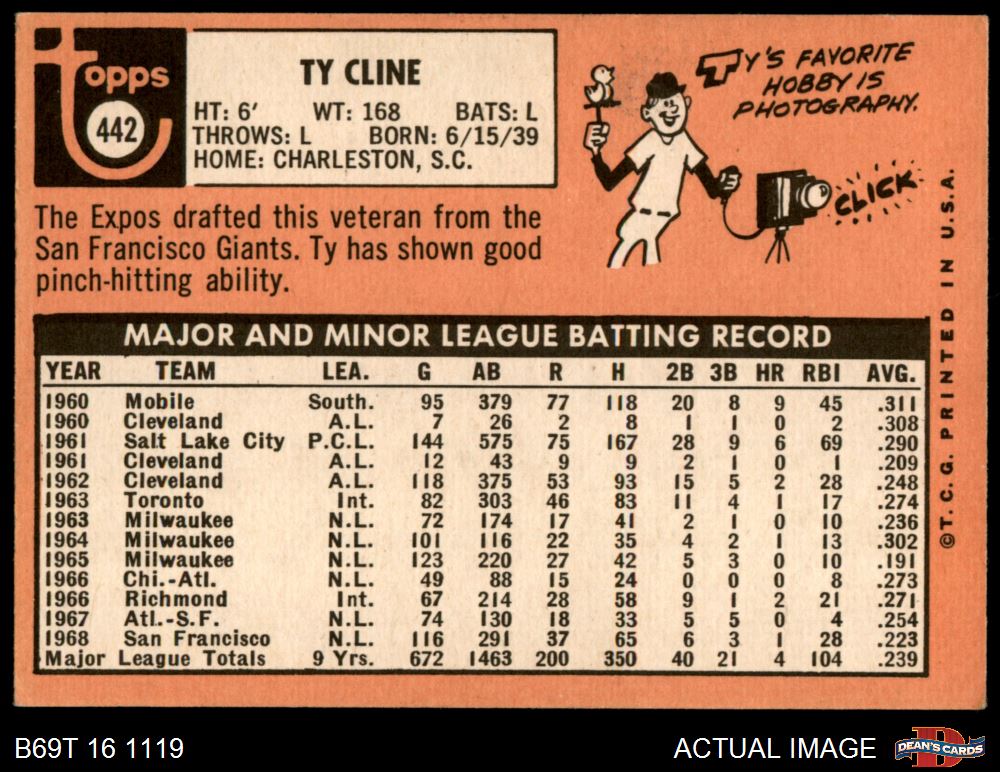 topps
442
TY CLINE
HT: 6' WT: 168 BATS: L
THROWS: L BORN: 6/15/39
HOME: CHARLESTON, S.C.
TY'S FAVORITE
HOBBY IS
PHOTOGRAPHY.
CLICK
The Expos drafted this veteran from the
San Francisco Giants. Ty has shown good
pinch-hitting ability.
MAJOR AND MINOR LEAGUE BATTING RECORD
YEAR TEAM LEA. G AB R H 2B 3B HR RBI AVG.
1960 Mobile South. 95 379 77 118 20 8 9 45 .311
1960 Cleveland A.L. 7 26 2 8 1 1 0 2 .308
1961 Salt Lake City P.C.L. 144 575 75 167 28 9 6 69 .290
1961 Cleveland A.L. 12 43 9 9 2 1 0 1 .209
1962 Cleveland A.L. 118 375 53 93 15 5 2 28 .248
1963 Toronto Int. 82 303 46 83 11 4 1 17 .274
1963 Milwaukee N.L. 72 174 17 41 2 1 0 10 .236
1964 Milwaukee N.L. 101 116 22 35 4 2 1 13 .302
1965 Milwaukee N.L. 123 220 27 42 5 3 0 10 .191
1966 Chi.-Atl. N.L. 49 88 15 24 0 0 0 8 .273
1966 Richmond Int. 67 214 28 58 9 1 2 21 .271
1967 Atl.-S.F. N.L. 74 130 18 33 5 5 0 4 .254
1968 San Francisco N.L. 116 291 37 65 6 3 1 28 .223
Major League Totals 9 Yrs. 672 1463 200 350 40 21 4 104 .239
©T.C.G. PRINTED IN U.S.A.
B69T 16 1119
ACTUAL IMAGE
D
DEAN'S CARDS